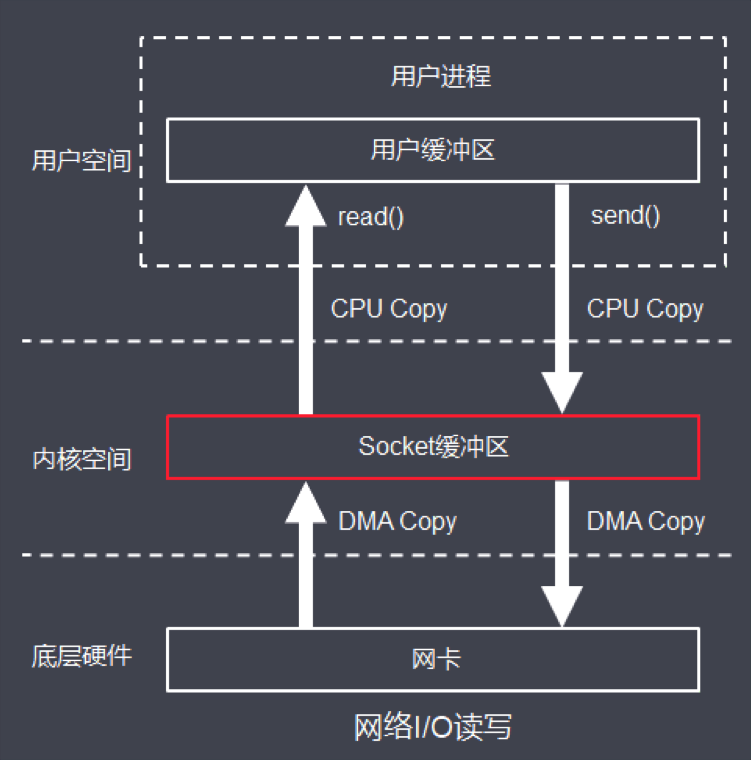 用户进程
用户空间
用户缓冲区
read()
send()
CPU Copy
CPU Copy
内核空间
Socket缓冲区
DMA Copy
DMA Copy
底层硬件
网卡
网络I/O读写